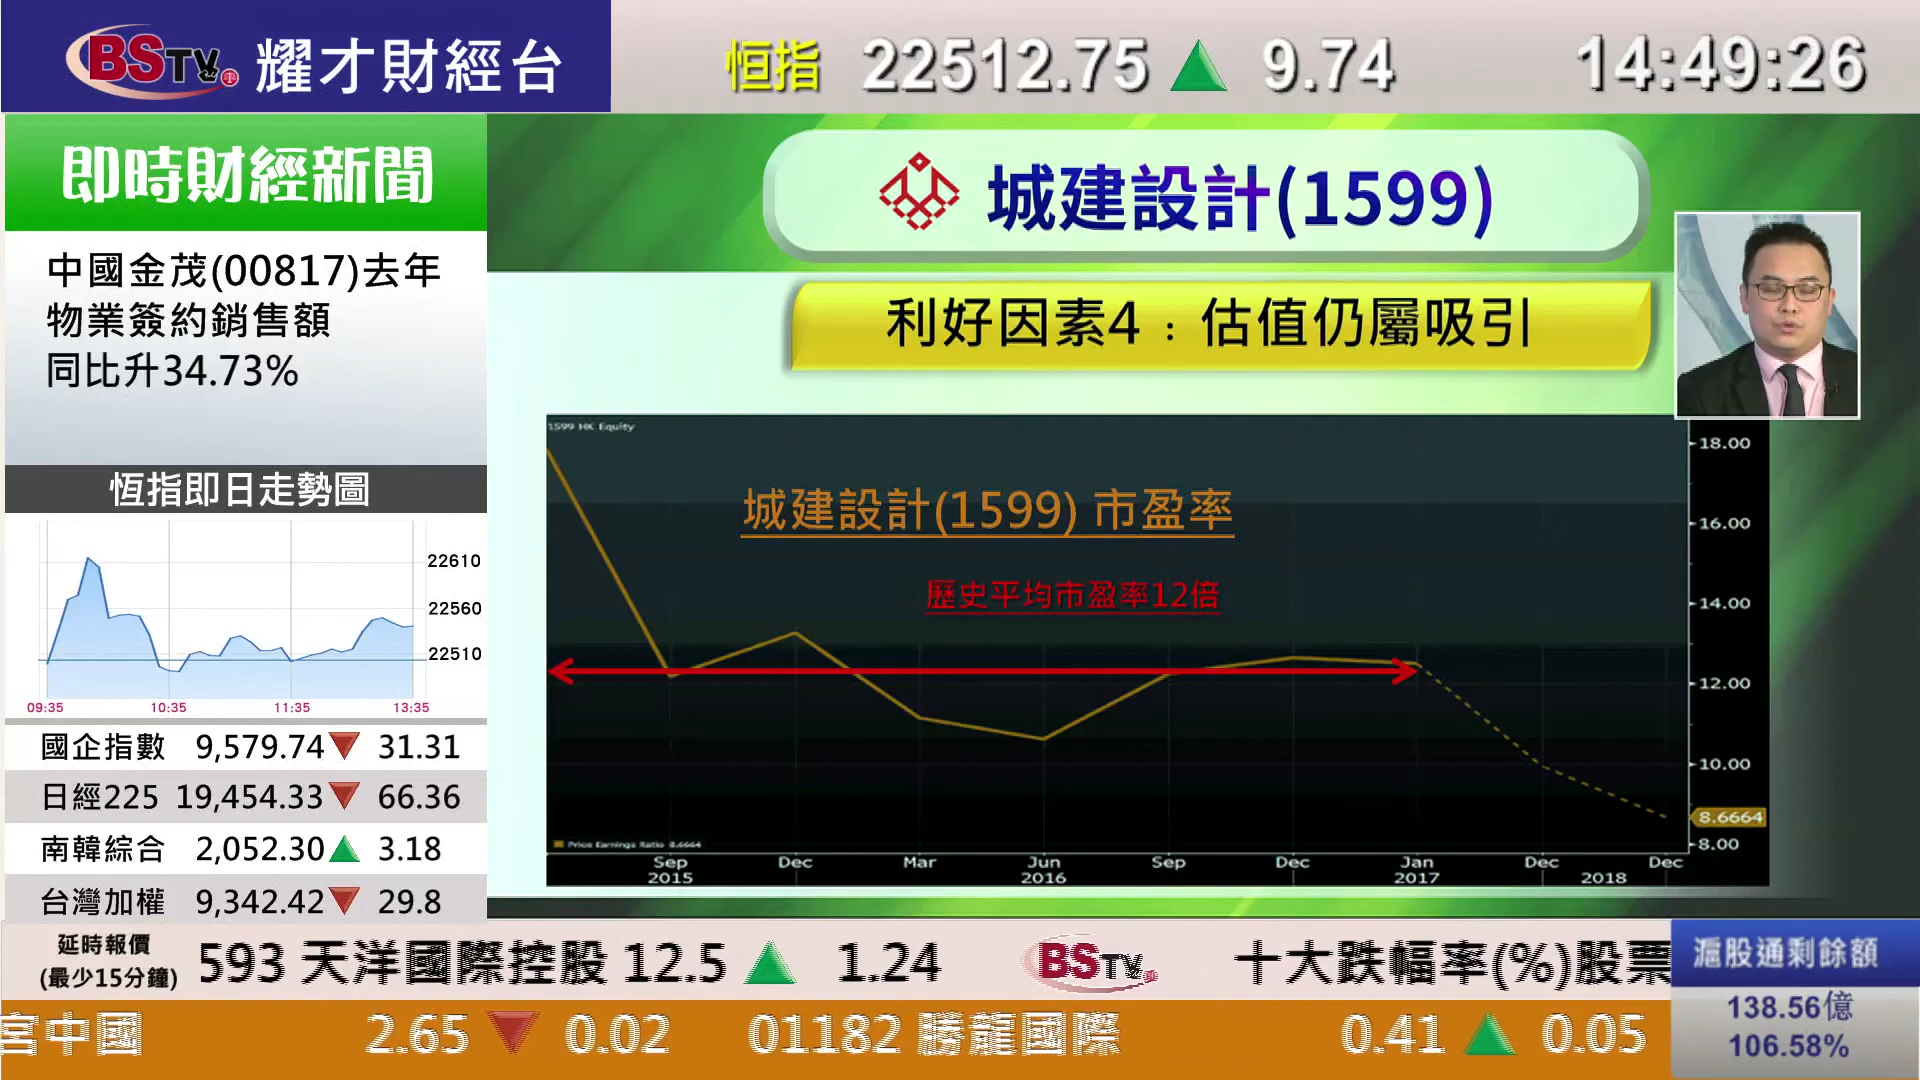 BSTV 耀才財經台
恒指 22512.75 9.74 14:49:26
即時財經新聞
中國金茂(00817)去年
物業簽約銷售額
同比升34.73%
恆指即日走勢圖
22610
22560
22510
09:35 10:35 11:35 13:35
國企指數 9,579.74 31.31
日經225 19,454.33 66.36
南韓綜合 2,052.30 3.18
台灣加權 9,342.42 29.8
城建設計(1599)
利好因素4：估值仍屬吸引
1599 HK Equity
城建設計(1599) 市盈率
歷史平均市盈率12倍
18.00
16.00
14.00
12.00
10.00
8.6664
8.00
Price Earnings Ratio 8.6664
Sep Dec Mar Jun Sep Dec Jan Dec Dec
2015 2016 2017 2018
延時報價
(最少15分鐘)
593 天洋國際控股 12.5 1.24 BSTV 十大跌幅率(%)股票
滬股通剩餘額
138.56億
106.58%
宮中國 2.65 0.02 01182 勝龍國際 0.41 0.05